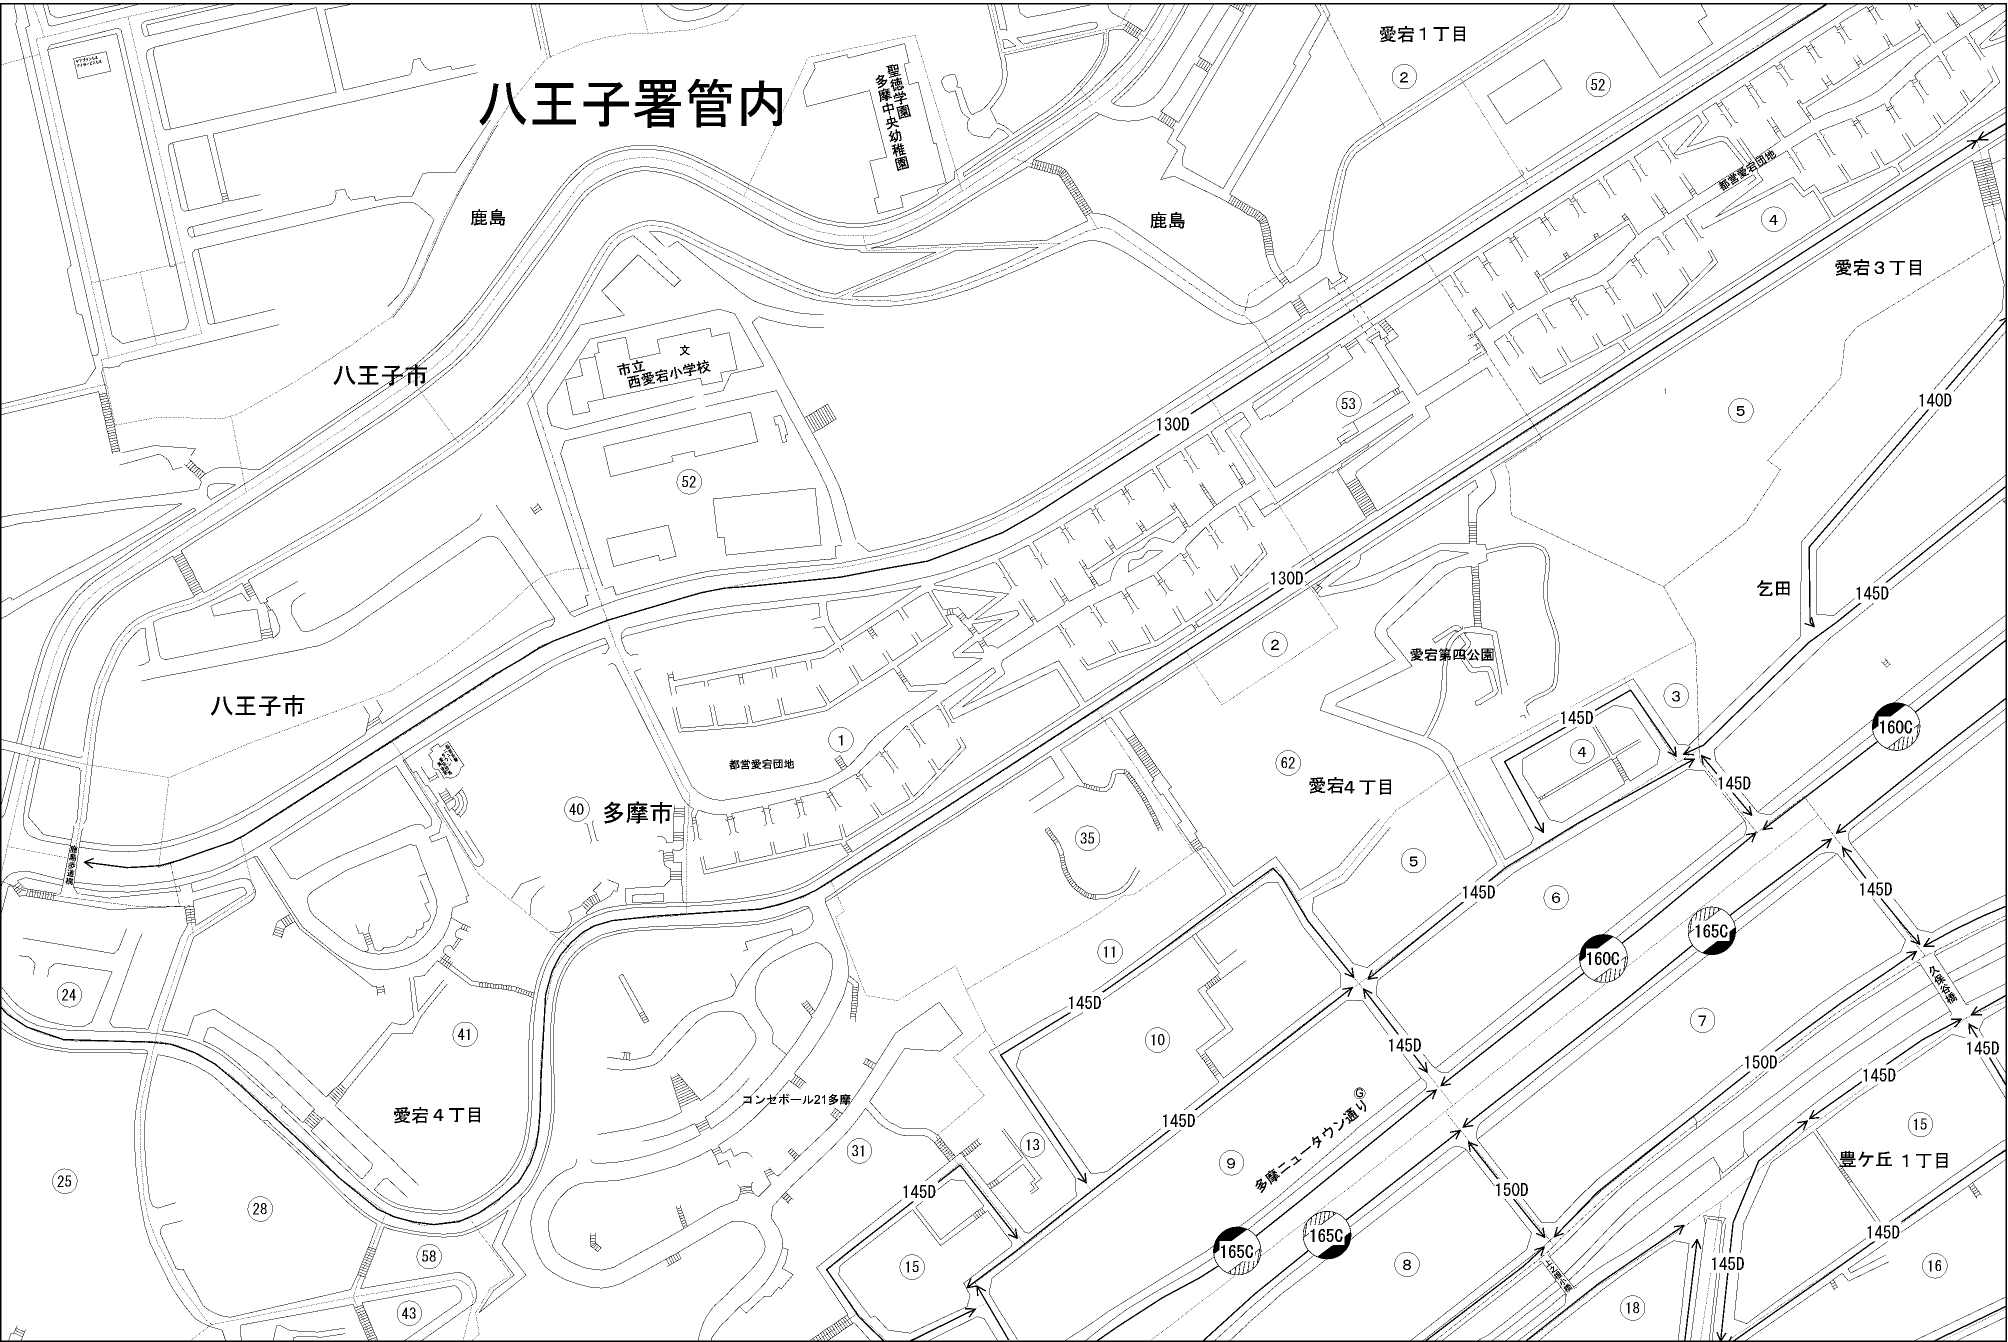 愛宕１丁目
2
52
八王子署管内
聖徳学園
多摩中央幼稚園
都営愛宕団地
4
鹿島
鹿島
愛宕３丁目
八王子市
文
市立
西愛宕小学校
53
5
140D
130D
52
130D
乞田
145D
2
愛宕第四公園
3
八王子市
145D
160C
1
4
都営愛宕団地
62
愛宕４丁目
145D
40
多摩市
35
5
145D
145D
6
11
160C
165C
久保谷橋
24
145D
41
10
7
145D
145D
150D
145D
コンセボール21多摩
愛宕４丁目
145D
G
多摩ニュータウン通り
15
13
31
9
豊ケ丘１丁目
25
145D
150D
28
145D
58
165C
165C
15
8
145D
16
43
18